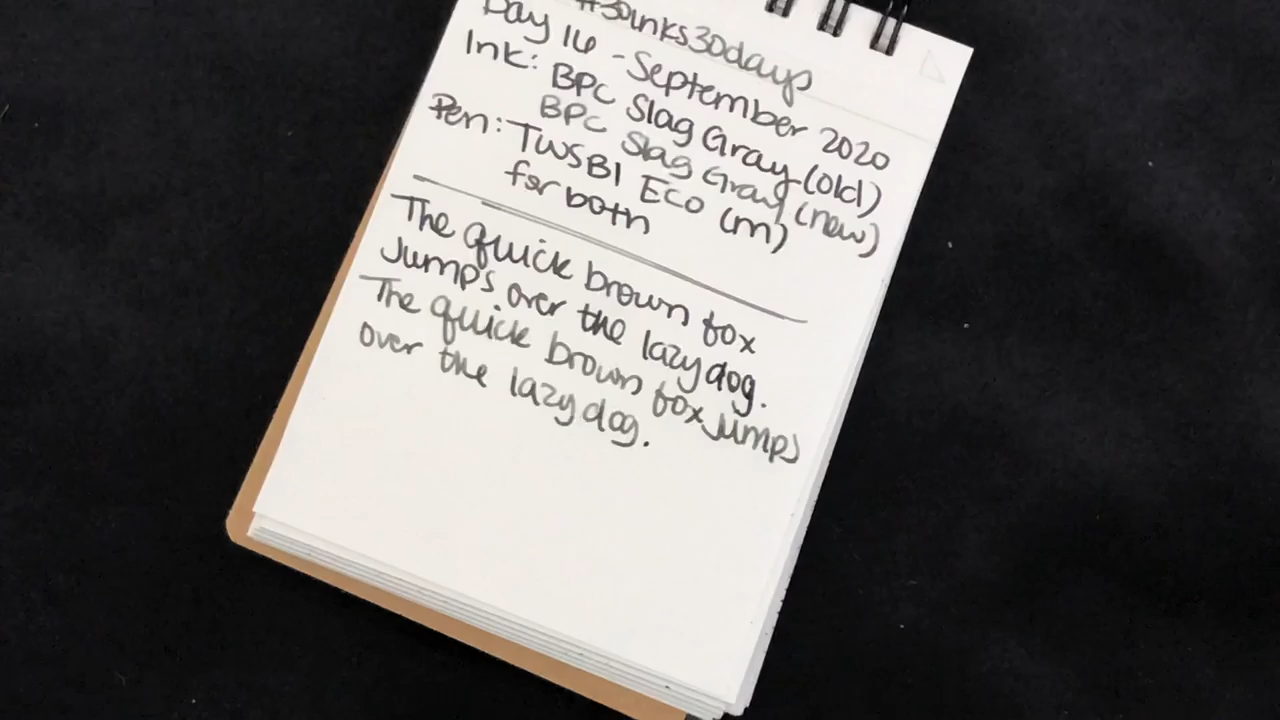 #30inks30days
Day 16 - September 2020
Ink: BPC Slag Gray (old)
BPC Slag Gray (new)
Pen: TWSBI Eco (m)
for both
The quick brown fox
Jumps over the lazy dog.
The quick brown fox jumps
over the lazy dog.